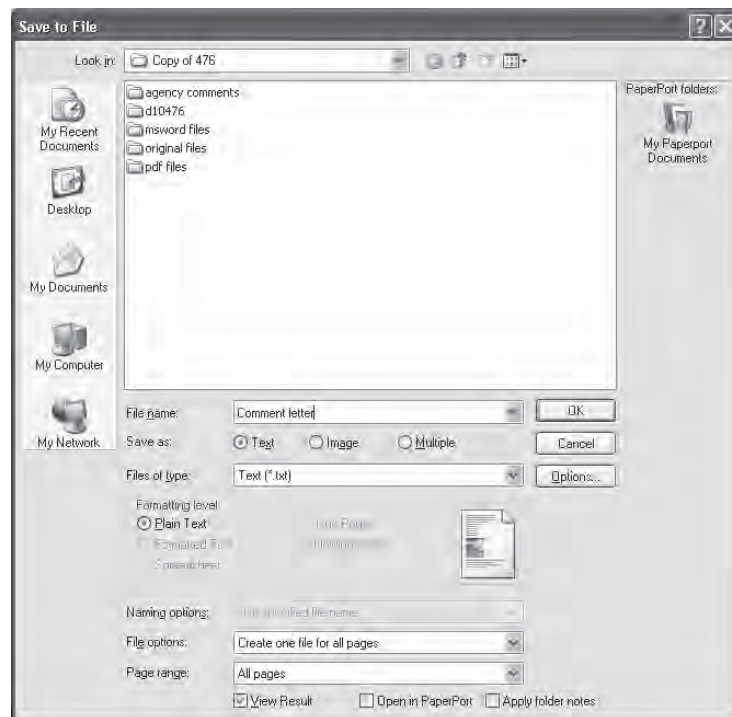 Save to File
Look in: Copy of 476
agency comments
d10476
msword files
original files
pdf files
My Recent
Documents
Desktop
My Documents
My Computer
My Network
PaperPort folders:
My Paperport
Documents
File name: Comment letter OK
Save as: Text Image Multiple Cancel
Files of type: Text (*.txt) Options...
Formatting level
Plain Text
Formatted Text
Spreadsheet
Naming options:
File options: Create one file for all pages
Page range: All pages
View Result Open in PaperPort Apply folder notes